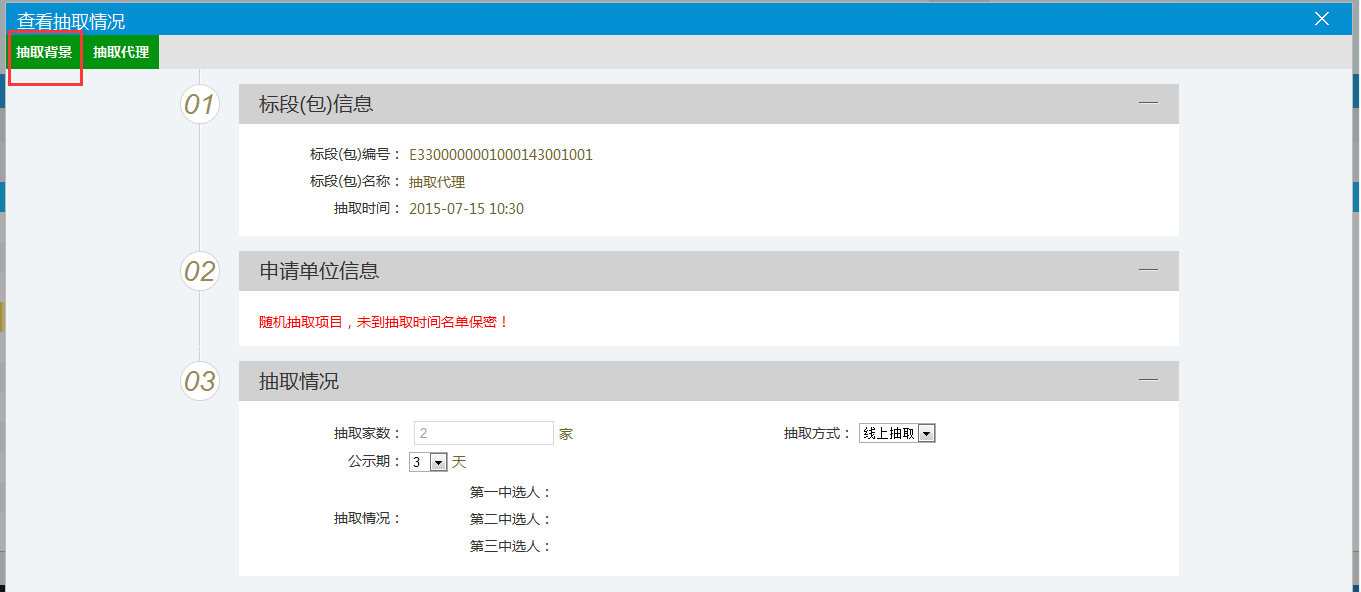 查看抽取情况
抽取背景 抽取代理
01 标段(包)信息
标段(包)编号： E3300000001000143001001
标段(包)名称： 抽取代理
抽取时间： 2015-07-15 10:30
02 申请单位信息
随机抽取项目，未到抽取时间名单保密！
03 抽取情况
抽取家数： 2 家 抽取方式： 线上抽取
公示期： 3 天
第一中选人：
抽取情况： 第二中选人：
第三中选人：